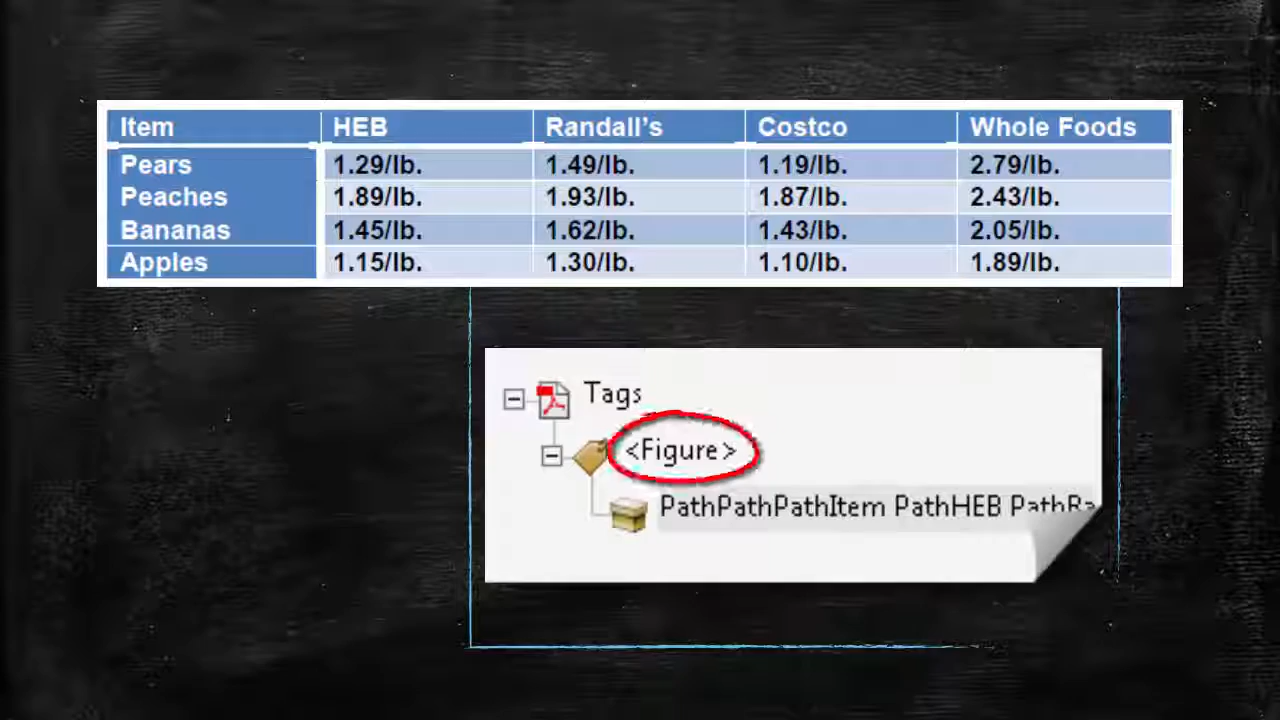 Item HEB Randall's Costco Whole Foods
Pears 1.29/lb. 1.49/lb. 1.19/lb. 2.79/lb.
Peaches 1.89/lb. 1.93/lb. 1.87/lb. 2.43/lb.
Bananas 1.45/lb. 1.62/lb. 1.43/lb. 2.05/lb.
Apples 1.15/lb. 1.30/lb. 1.10/lb. 1.89/lb.
Tags
<Figure>
PathPathPathItem PathHEB PathRa